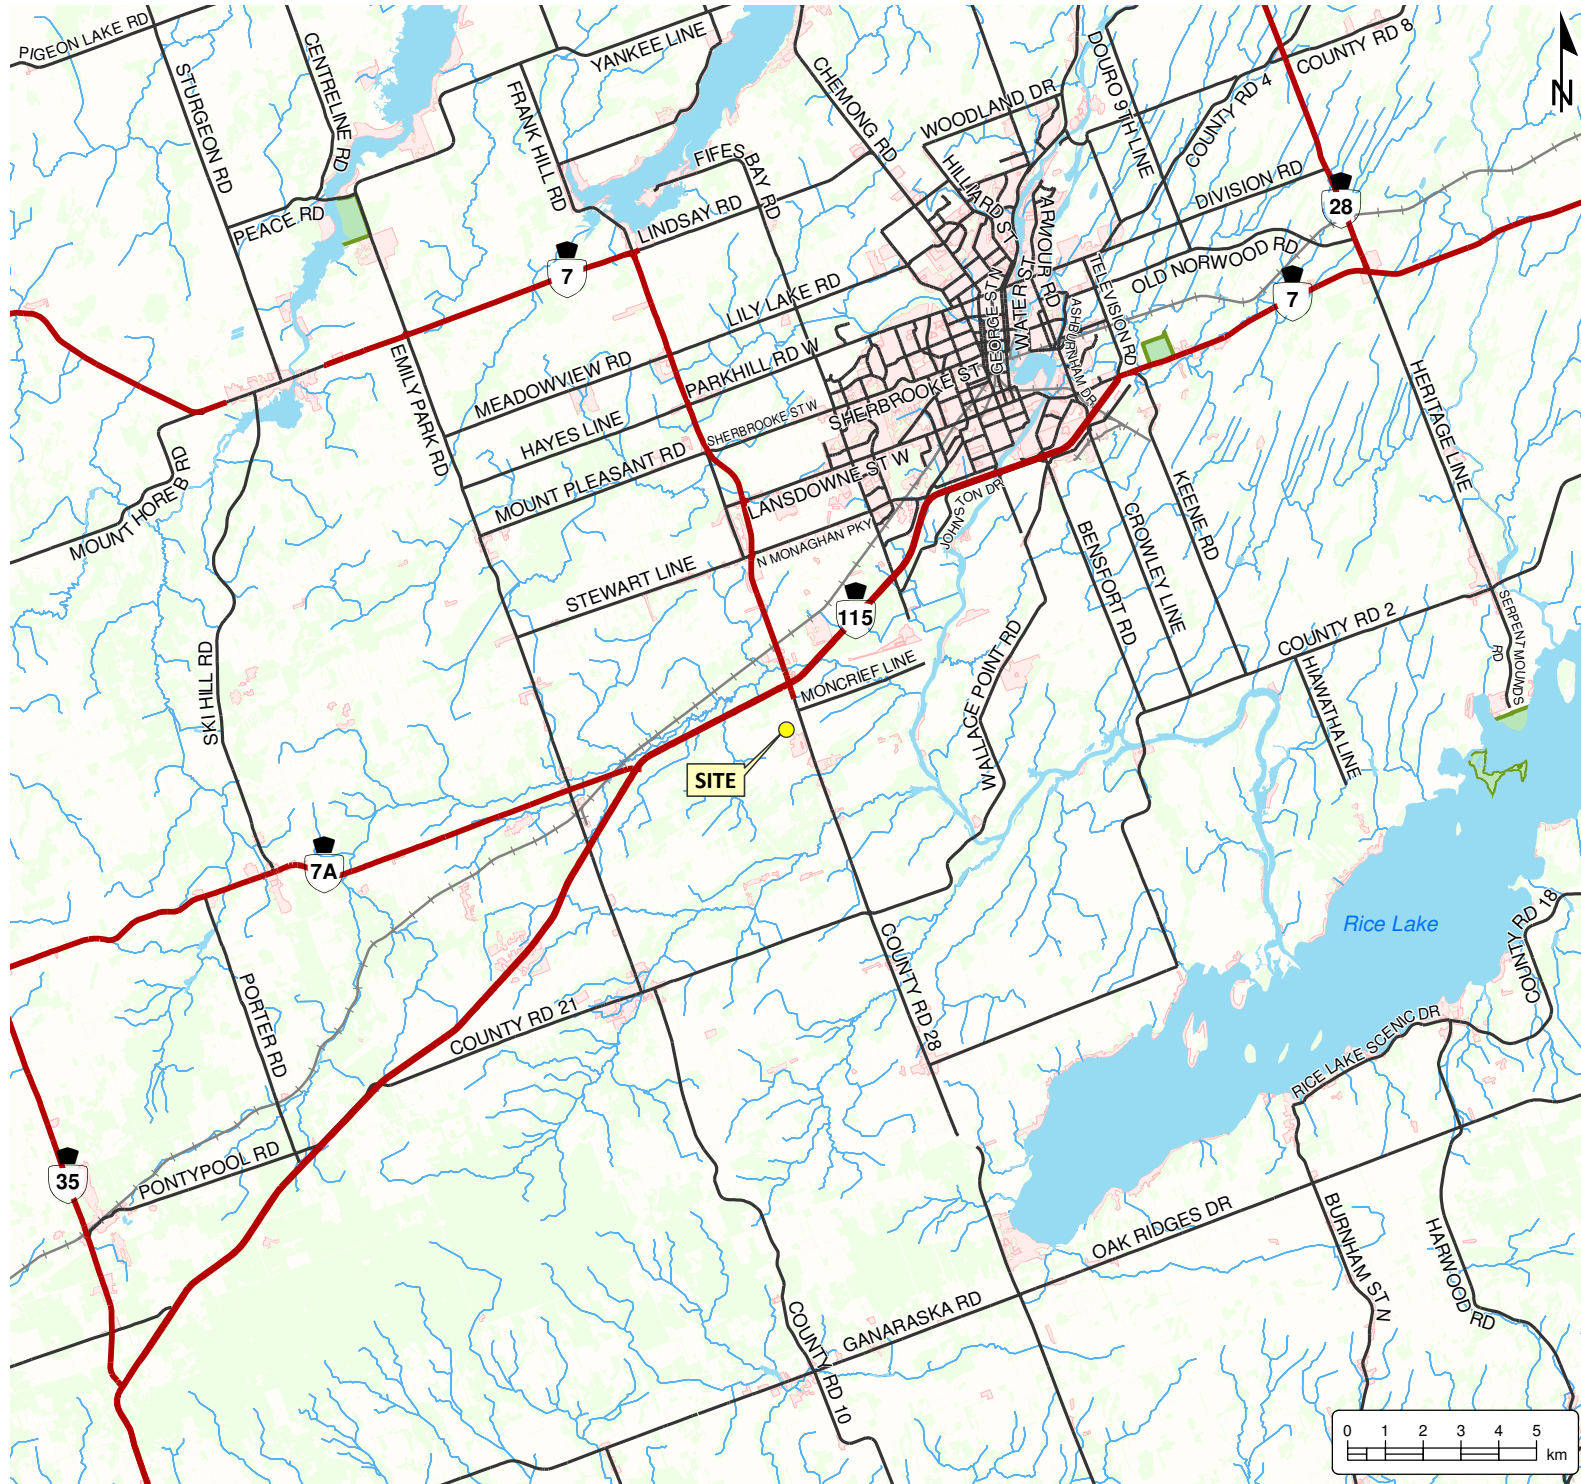 PIGEON LAKE RD
STURGEON RD
CENTRELINE RD
YANKEE LINE
FRANK HILL RD
CHEMONG RD
WOODLAND DR
DOURO 9TH LINE
COUNTY RD 4
COUNTY RD 8
N
FIFES BAY RD
HILLIARD ST
DIVISION RD
28
PEACE RD
LINDSAY RD
ARMOUR RD
OLD NORWOOD RD
7
7
LILY LAKE RD
GEORGE ST N
WATER ST
ASHBURNHAM DR
TELEVISION RD
EMILY PARK RD
MEADOWVIEW RD
PARKHILL RD W
HERITAGE LINE
HAYES LINE
SHERBROOKE ST W
SHERBROOKE ST
MOUNT HOREB RD
MOUNT PLEASANT RD
LANSDOWNE ST W
JOHNSTON DR
KEENE RD
CROWLEY LINE
BENSFORT RD
N MONAGHAN PKY
STEWART LINE
115
SERPENT MOUNDS
RD
COUNTY RD 2
SKI HILL RD
MONCRIEF LINE
WALLACE POINT RD
HAWATHA LINE
SITE
7A
Rice Lake
COUNTY RD 18
COUNTY RD 28
PORTER RD
COUNTY RD 21
RICE LAKE SCENIC DR
35
PONTYPOOL RD
OAK RIDGES DR
BURNHAM ST N
HARWOOD RD
COUNTY RD 10
GANARASKA RD
0 1 2 3 4 5
km